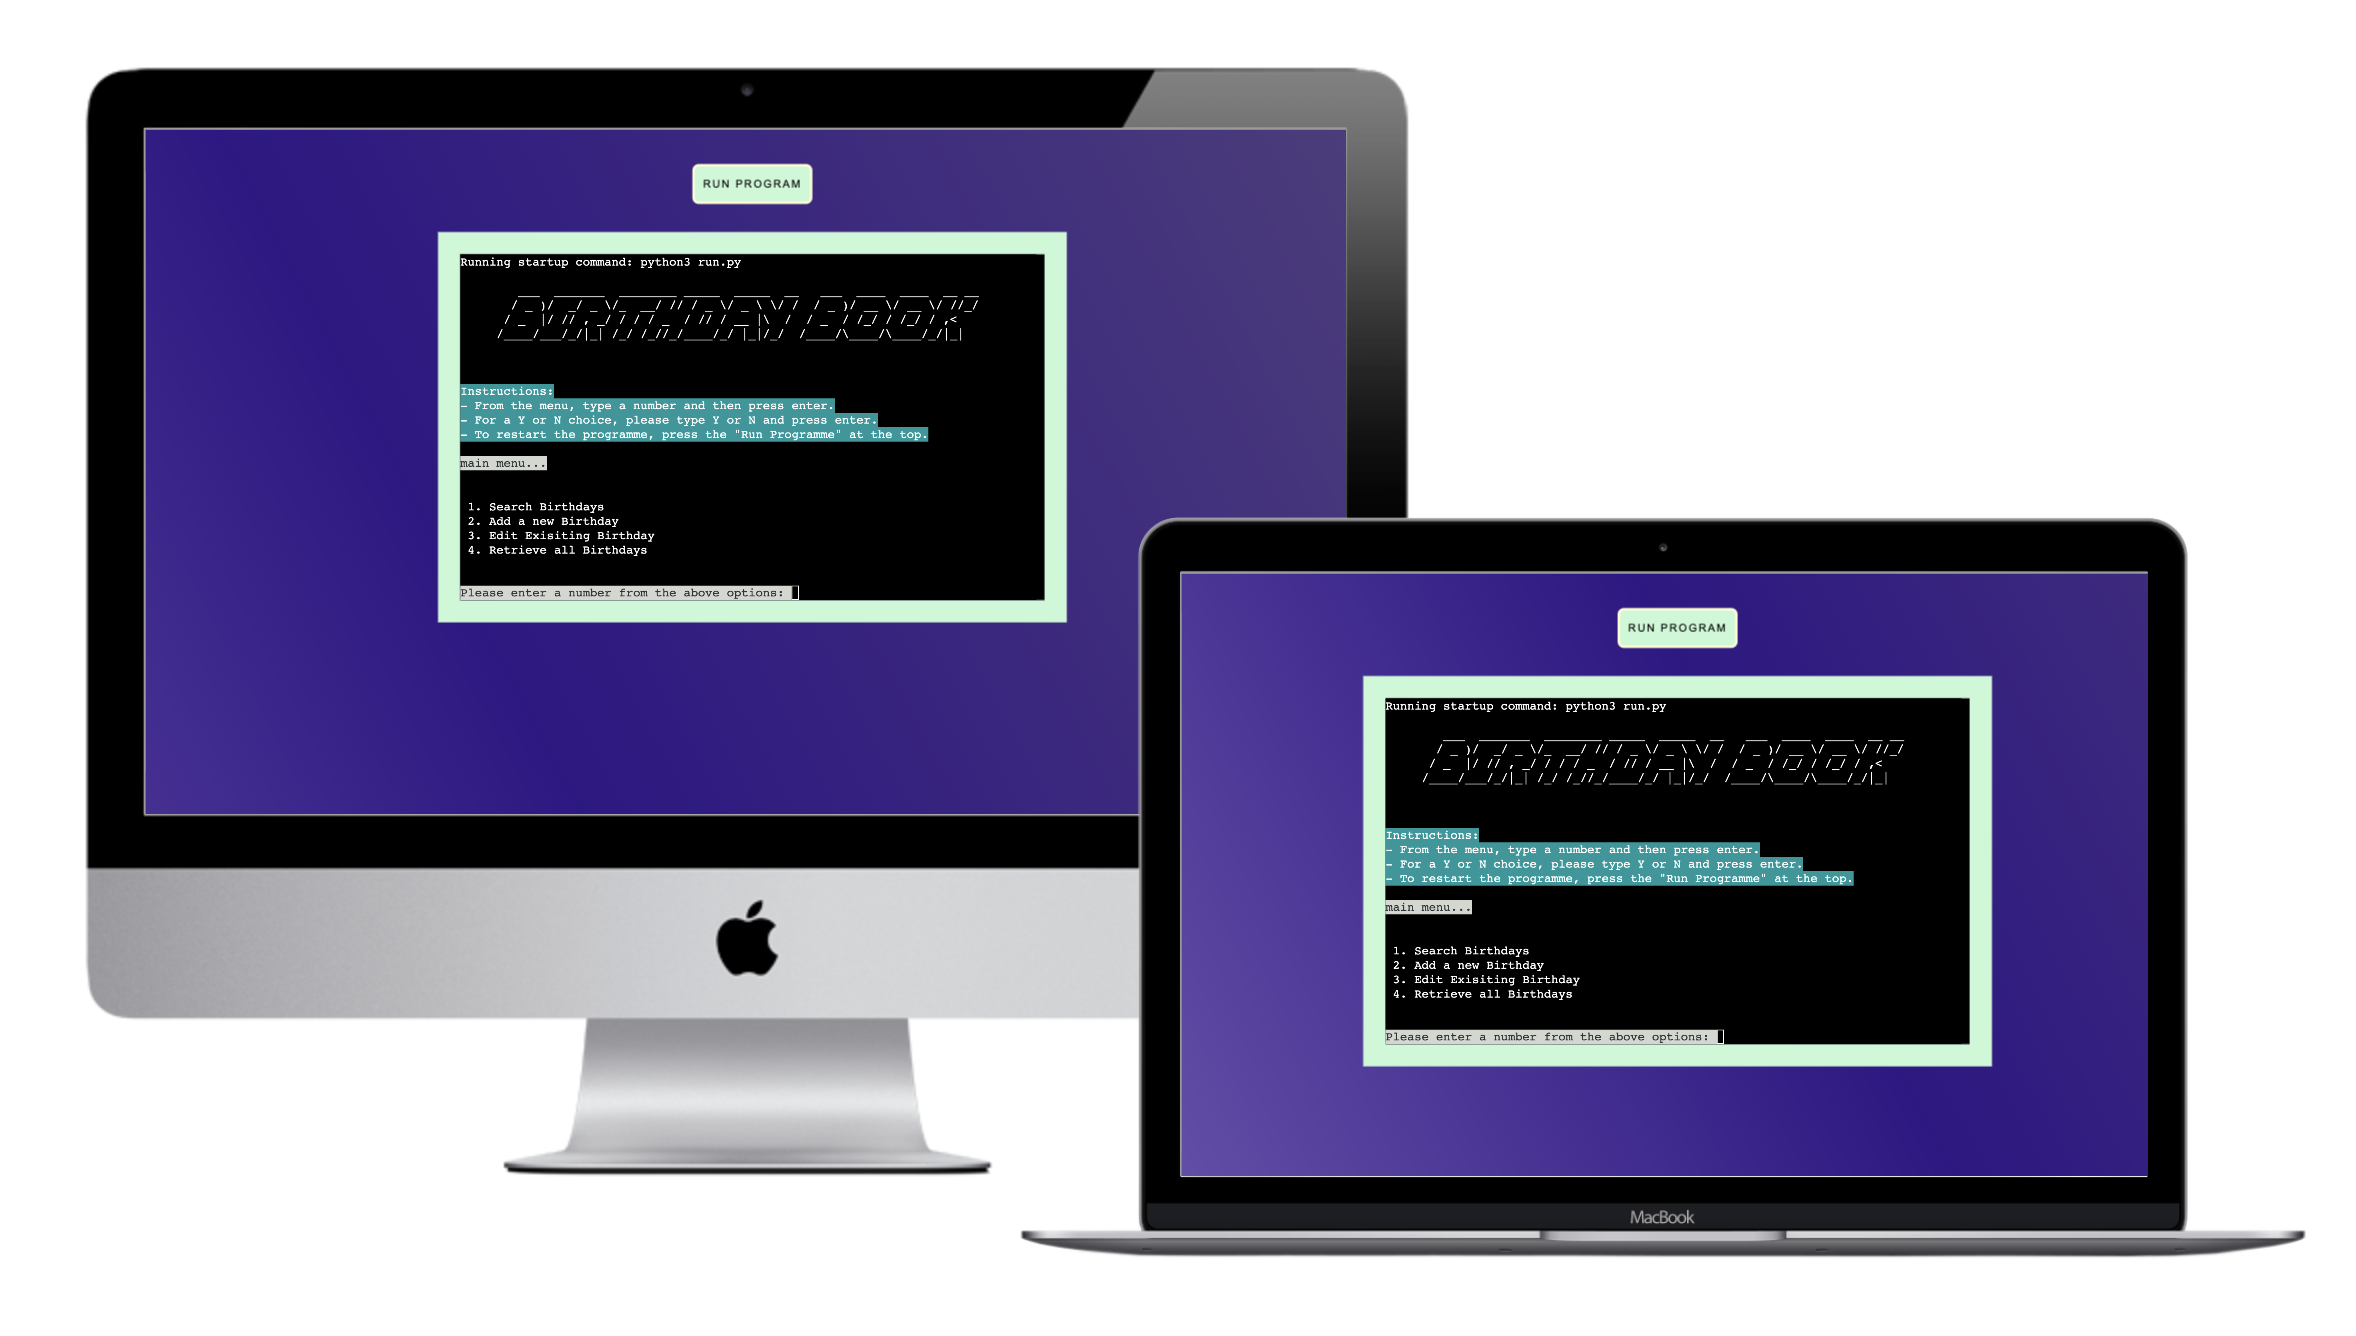 RUN PROGRAM
Running startup command: python3 run.py
BIRTHDAY BOOK
Instructions:
- From the menu, type a number and then press enter.
- For a Y or N choice, please type Y or N and press enter.
- To restart the programme, press the "Run Programme" at the top.
main menu...
1. Search Birthdays
2. Add a new Birthday
3. Edit Exisiting Birthday
4. Retrieve all Birthdays
Please enter a number from the above options:
RUN PROGRAM
Running startup command: python3 run.py
BIRTHDAY BOOK
Instructions:
- From the menu, type a number and then press enter.
- For a Y or N choice, please type Y or N and press enter.
- To restart the programme, press the "Run Programme" at the top.
main menu...
1. Search Birthdays
2. Add a new Birthday
3. Edit Exisiting Birthday
4. Retrieve all Birthdays
Please enter a number from the above options:
MacBook